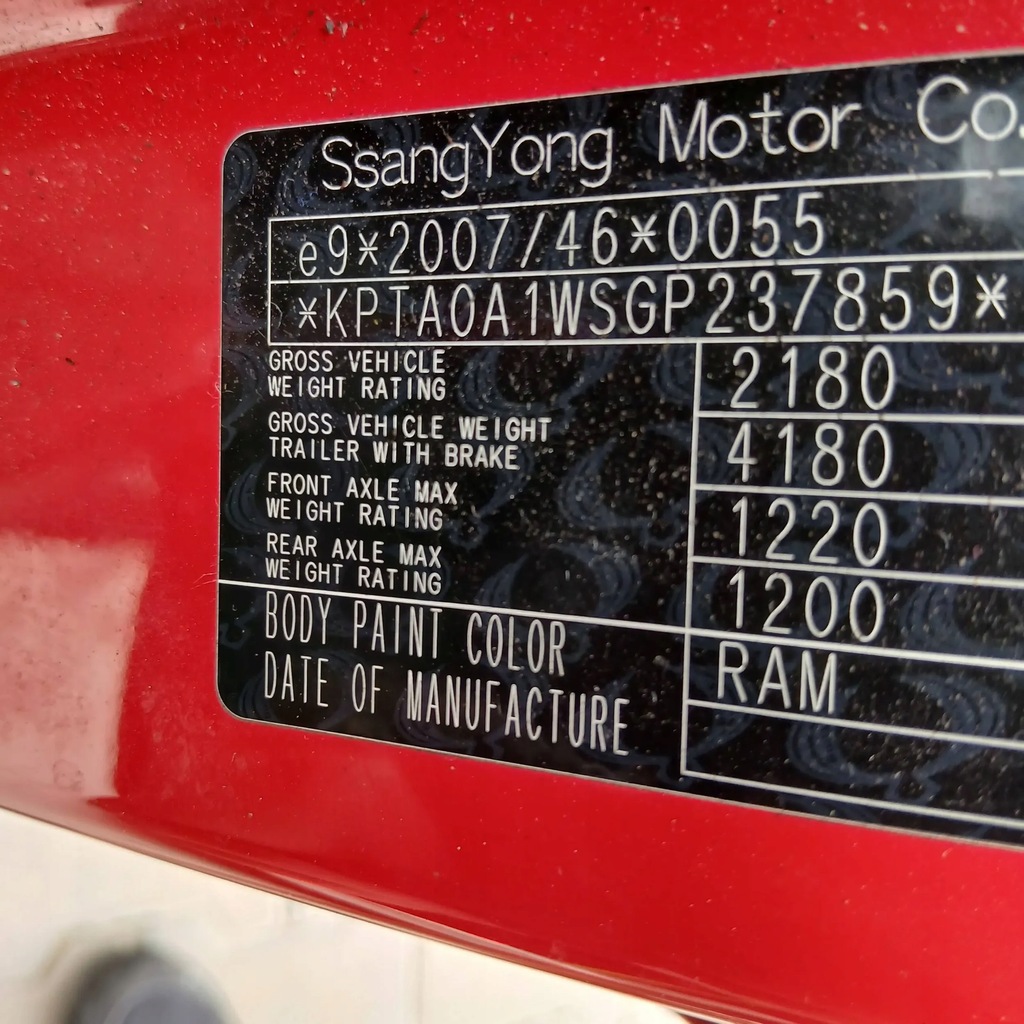 SsangYong Motor Co.
e9*2007/46*0055
*KPTA0A1WSGP237859*
GROSS VEHICLE
WEIGHT RATING 2180
GROSS VEHICLE WEIGHT
TRAILER WITH BRAKE 4180
FRONT AXLE MAX
WEIGHT RATING 1220
REAR AXLE MAX
WEIGHT RATING 1200
BODY PAINT COLOR RAM
DATE OF MANUFACTURE